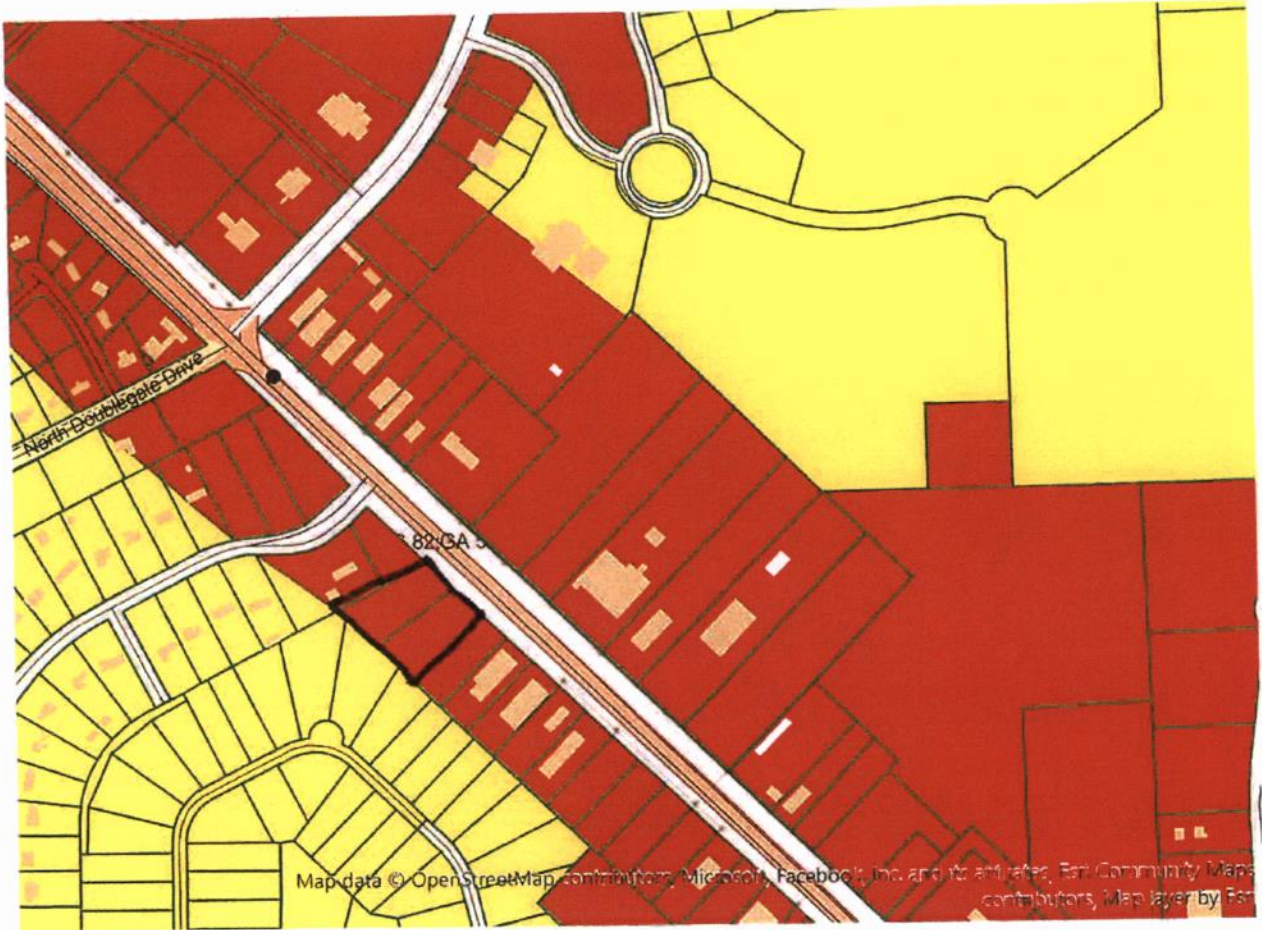 North Doublegate Drive
82;GA
Map data © OpenStreetMap contributors, Microsoft, Facebook, Inc. and its affiliates, Esri Community Maps
contributors, Map layer by Esri